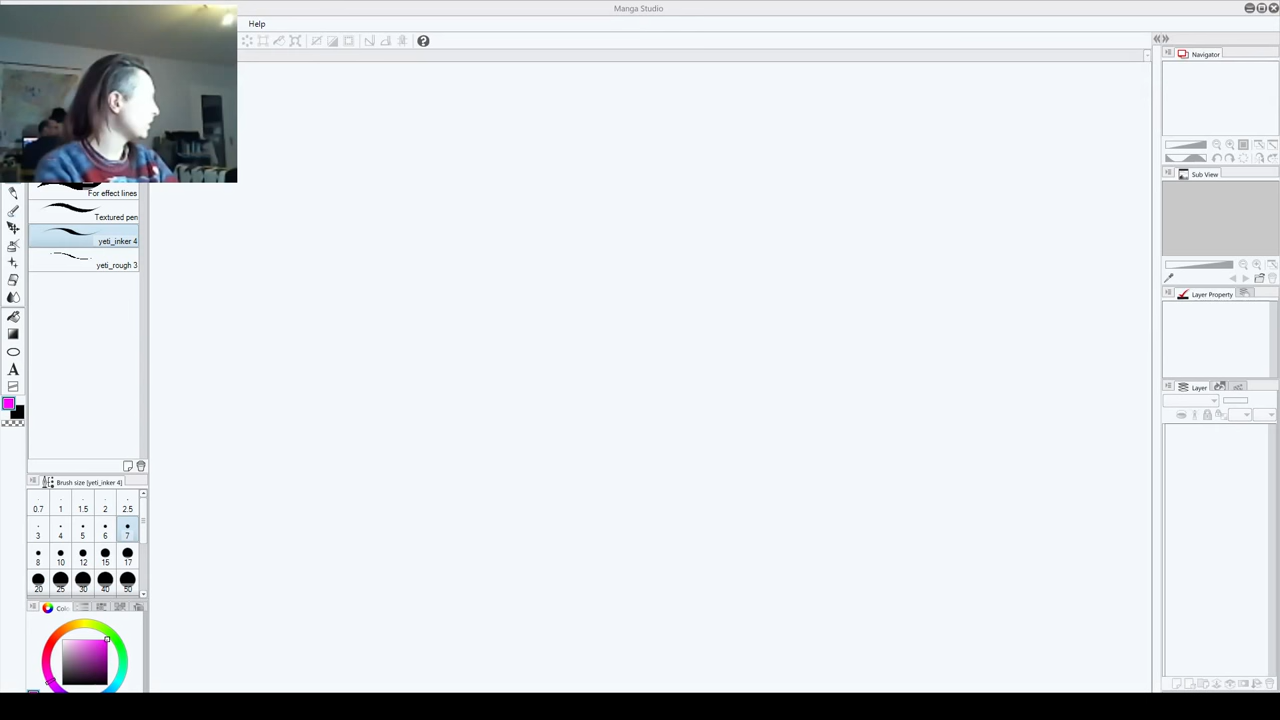 Manga Studio
Help
Navigator
Sub View
For effect lines
Textured pen
yeti_inker 4
yeti_rough 3
Layer Property
A
Layer
Brush size [yeti_inker 4]
0.7 1 1.5 2 2.5
3 4 5 6 7
8 10 12 15 17
20 25 30 40 50
Colo